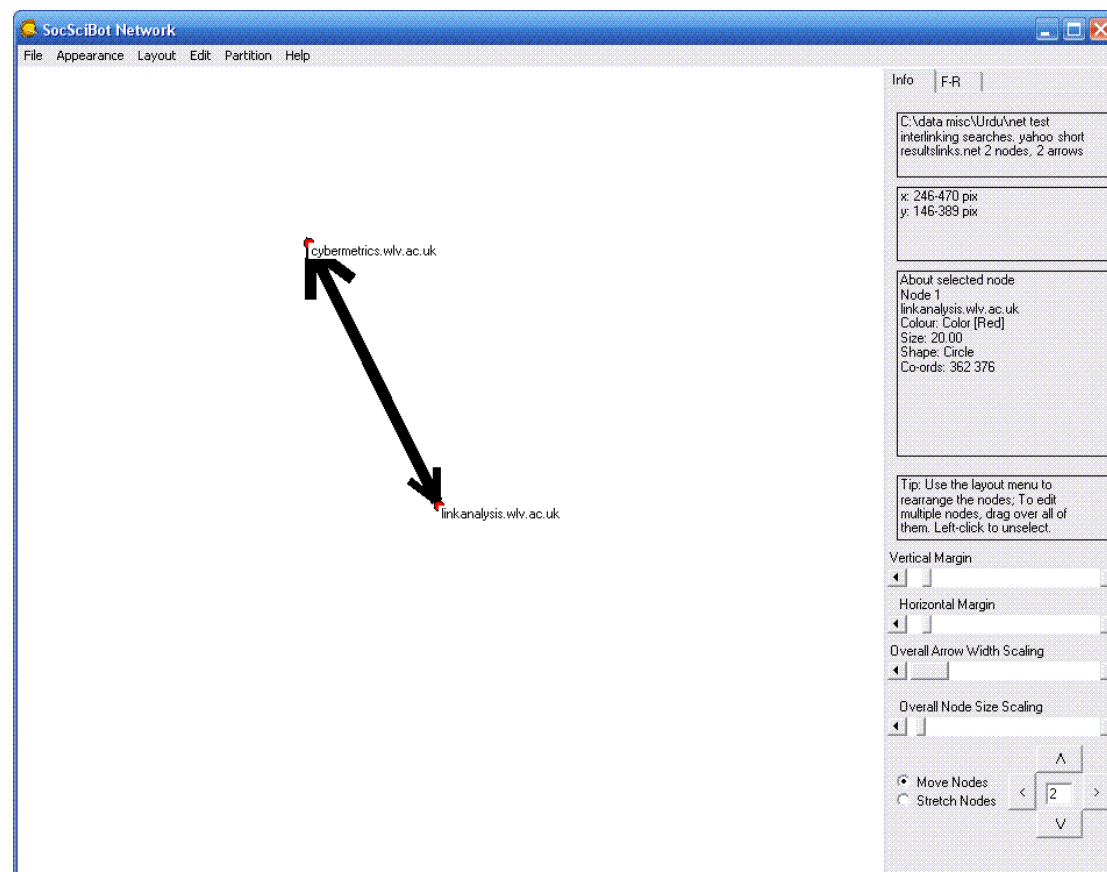 SocSciBot Network
File Appearance Layout Edit Partition Help
Info F-R
C:\data misc\Urdu\net test
interlinking searches. yahoo short
resultslinks.net 2 nodes, 2 arrows
x: 246-470 pix
y: 146-389 pix
cybermetrics.wlv.ac.uk
About selected node
Node 1
linkanalysis.wlv.ac.uk
Colour: Color [Red]
Size: 20.00
Shape: Circle
Co-ords: 362 376
linkanalysis.wlv.ac.uk
Tip: Use the layout menu to
rearrange the nodes; To edit
multiple nodes, drag over all of
them. Left-click to unselect.
Vertical Margin
Horizontal Margin
Overall Arrow Width Scaling
Overall Node Size Scaling
Move Nodes
Stretch Nodes
2